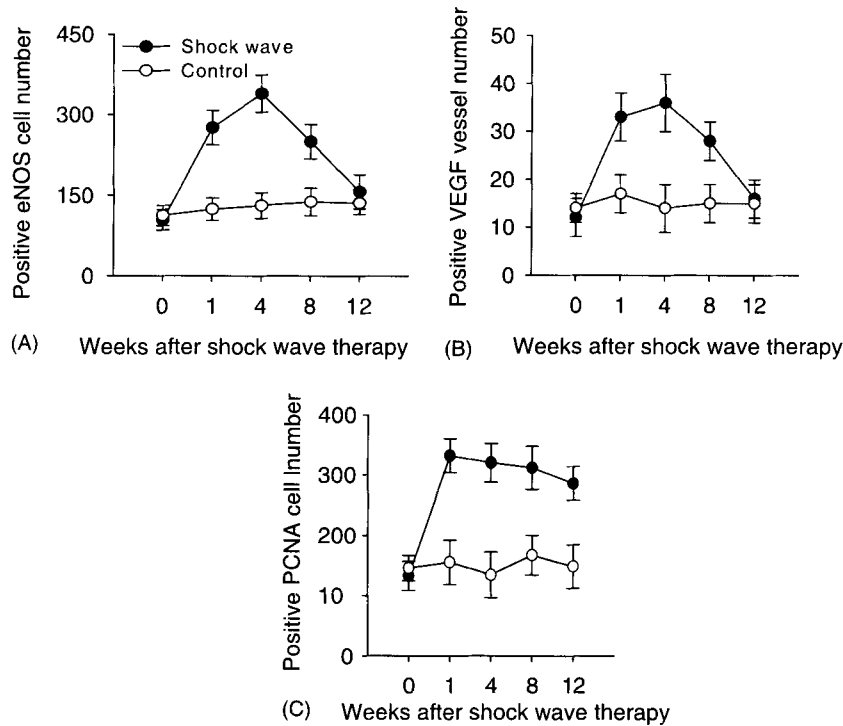 Positive eNOS cell number
450
300
150
0
Shock wave
Control
0 1 4 8 12
(A) Weeks after shock wave therapy
Positive VEGF vessel number
50
40
30
20
10
0
0 1 4 8 12
(B) Weeks after shock wave therapy
Positive PCNA cell lnumber
400
300
200
10
0
0 1 4 8 12
(C) Weeks after shock wave therapy